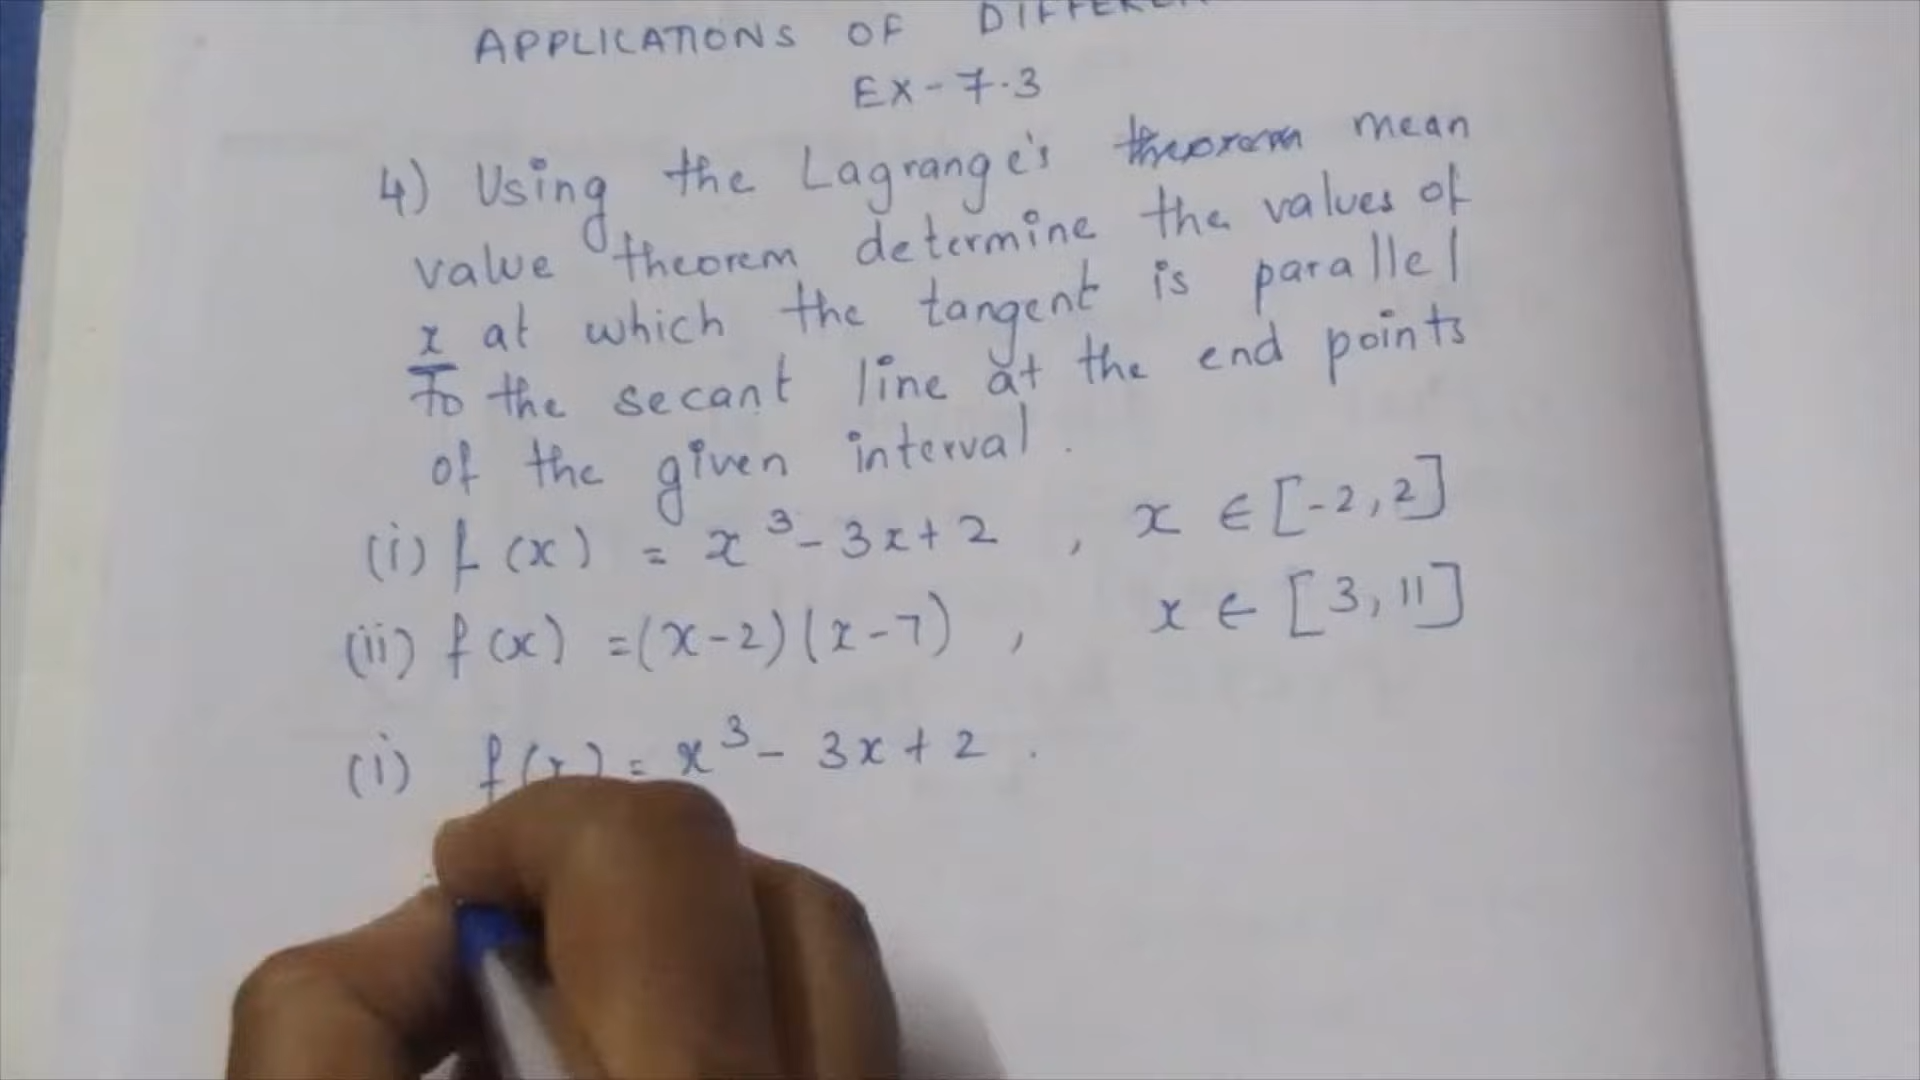 APPLICATIONS OF
EX-7.3
4) Using the Lagrange's theorem mean
value theorem determine the values of
x at which the tangent is parallel
To the secant line at the end points
of the given interval.
(i) f(x) = x³- 3x+2 , x ∈ [-2,2]
(ii) f(x) =(x-2)(x-7) , x ∈ [3,11]
(i) f(x) = x³- 3x+2 .